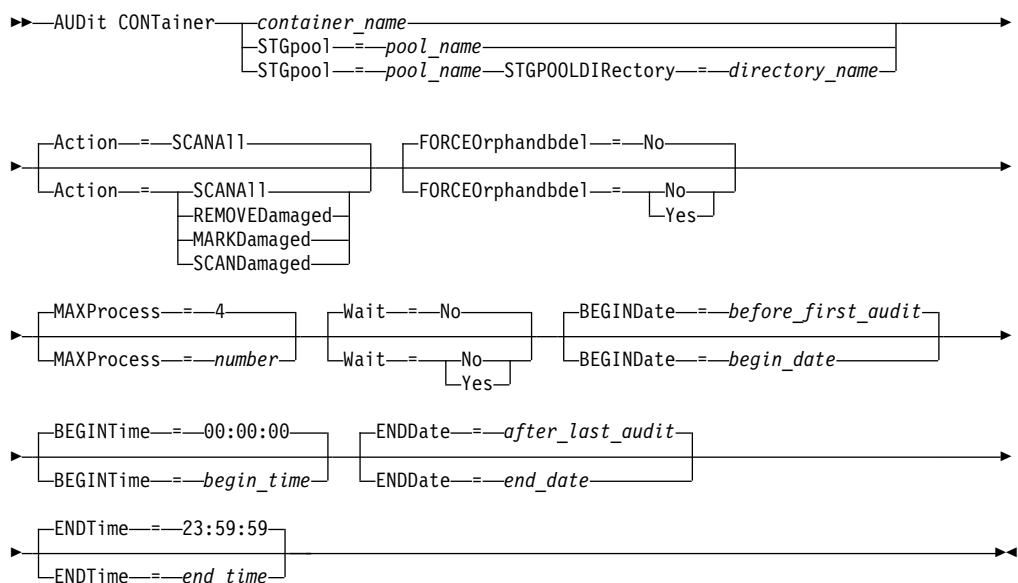 AUDit CONTainer container_name
STGpool = pool_name
STGpool = pool_name STGPOOLDIRectory = directory_name
Action = SCANAll FORCEOrphandbdel = No
Action = SCANAll FORCEOrphandbdel = No
REMOVEDamaged Yes
MARKDamaged
SCANDamaged
MAXProcess = 4 Wait = No BEGINDate = before_first_audit
MAXProcess = number Wait = No BEGINDate = begin_date
Yes
BEGINTime = 00:00:00 ENDDate = after_last_audit
BEGINTime = begin_time ENDDate = end_date
ENDTime = 23:59:59
ENDTime = end_time